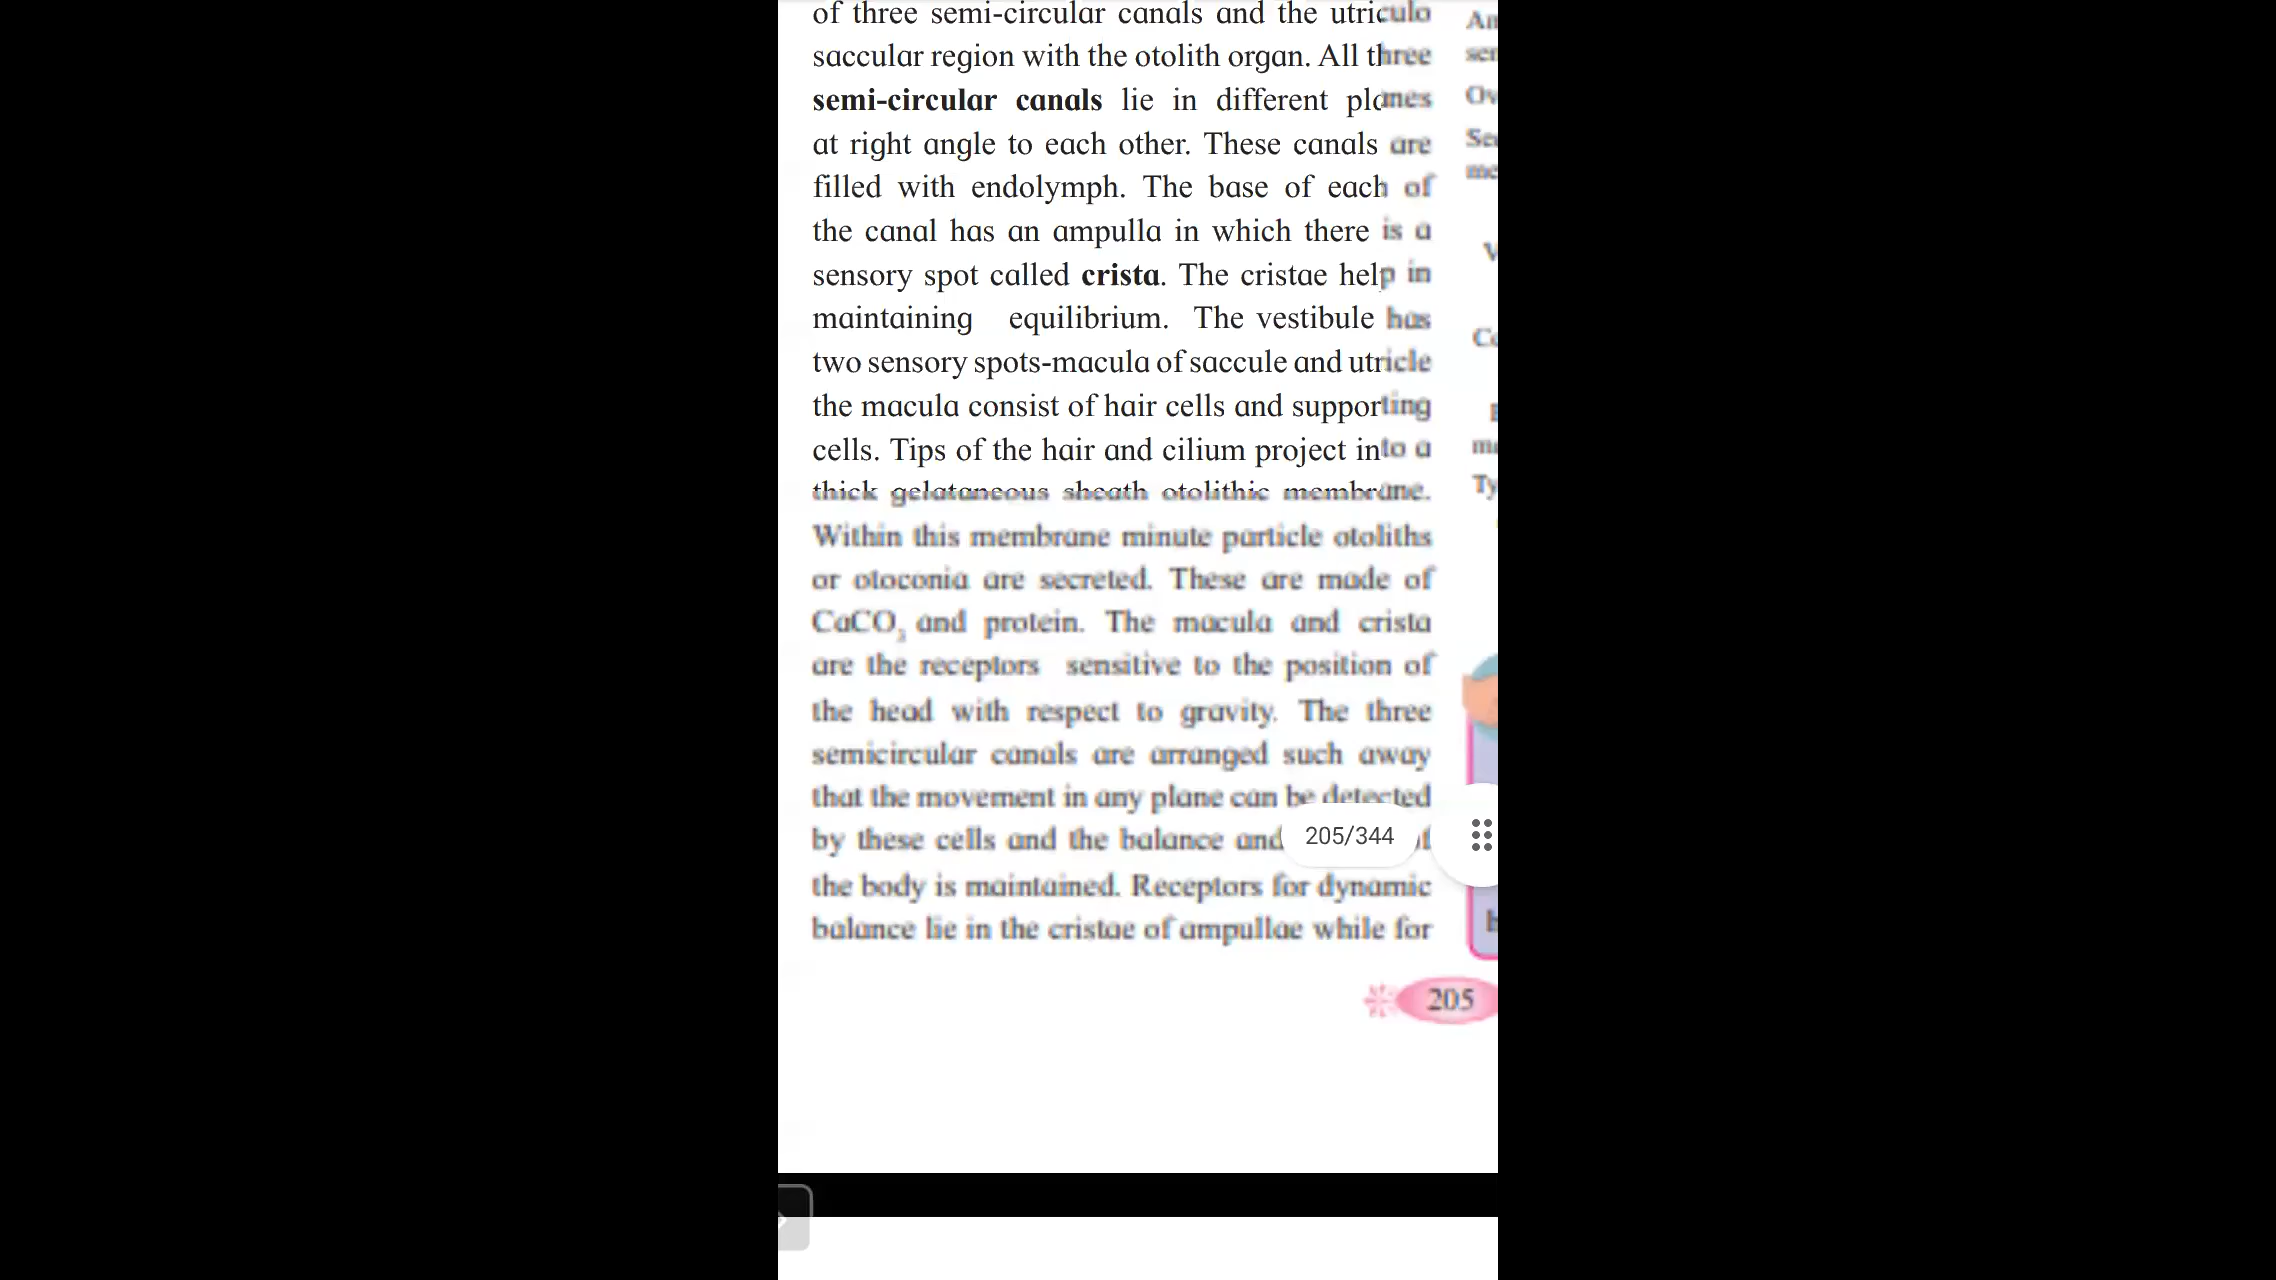 of three semi-circular canals and the utriculo
saccular region with the otolith organ. All three
semi-circular canals lie in different planes
at right angle to each other. These canals are
filled with endolymph. The base of each of
the canal has an ampulla in which there is a
sensory spot called crista. The cristae help in
maintaining equilibrium. The vestibule has
two sensory spots-macula of saccule and utricle
the macula consist of hair cells and supporting
cells. Tips of the hair and cilium project into a
thick gelataneous sheath otolithic membrane.
Within this membrane minute particle otoliths
or otoconia are secreted. These are made of
CaCO₃ and protein. The macula and crista
are the receptors sensitive to the position of
the head with respect to gravity. The three
semicircular canals are arranged such away
that the movement in any plane can be detected
by these cells and the balance and
the body is maintained. Receptors for dynamic
balance lie in the cristae of ampullae while for
205/344
205